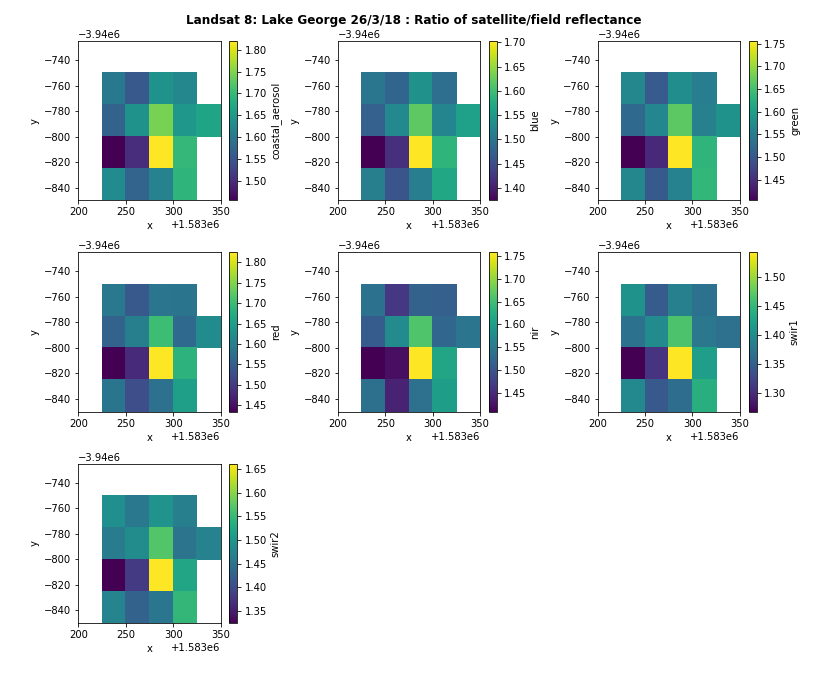 Landsat 8: Lake George 26/3/18 : Ratio of satellite/field reflectance
−3.94e6
−740
−760
−780
−800
−820
−840
y
200 250 300 350
x +1.583e6
1.80
1.75
1.70
1.65
1.60
1.55
1.50
coastal_aerosol
−3.94e6
−740
−760
−780
−800
−820
−840
y
200 250 300 350
x +1.583e6
1.70
1.65
1.60
1.55
1.50
1.45
1.40
blue
−3.94e6
−740
−760
−780
−800
−820
−840
y
200 250 300 350
x +1.583e6
1.75
1.70
1.65
1.60
1.55
1.50
1.45
green
−3.94e6
−740
−760
−780
−800
−820
−840
y
200 250 300 350
x +1.583e6
1.80
1.75
1.70
1.65
1.60
1.55
1.50
1.45
red
−3.94e6
−740
−760
−780
−800
−820
−840
y
200 250 300 350
x +1.583e6
1.75
1.70
1.65
1.60
1.55
1.50
1.45
nir
−3.94e6
−740
−760
−780
−800
−820
−840
y
200 250 300 350
x +1.583e6
1.50
1.45
1.40
1.35
1.30
swir1
−3.94e6
−740
−760
−780
−800
−820
−840
y
200 250 300 350
x +1.583e6
1.65
1.60
1.55
1.50
1.45
1.40
1.35
swir2